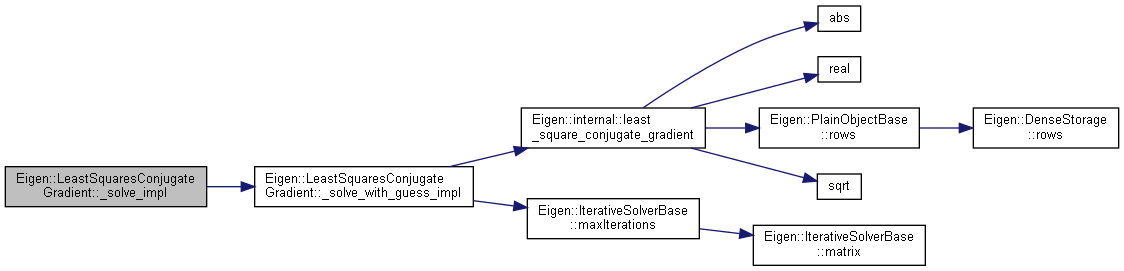 Eigen::LeastSquaresConjugate
Gradient::_solve_impl
Eigen::LeastSquaresConjugate
Gradient::_solve_with_guess_impl
Eigen::internal::least
_square_conjugate_gradient
abs
real
Eigen::PlainObjectBase
::rows
Eigen::DenseStorage
::rows
sqrt
Eigen::IterativeSolverBase
::maxIterations
Eigen::IterativeSolverBase
::matrix